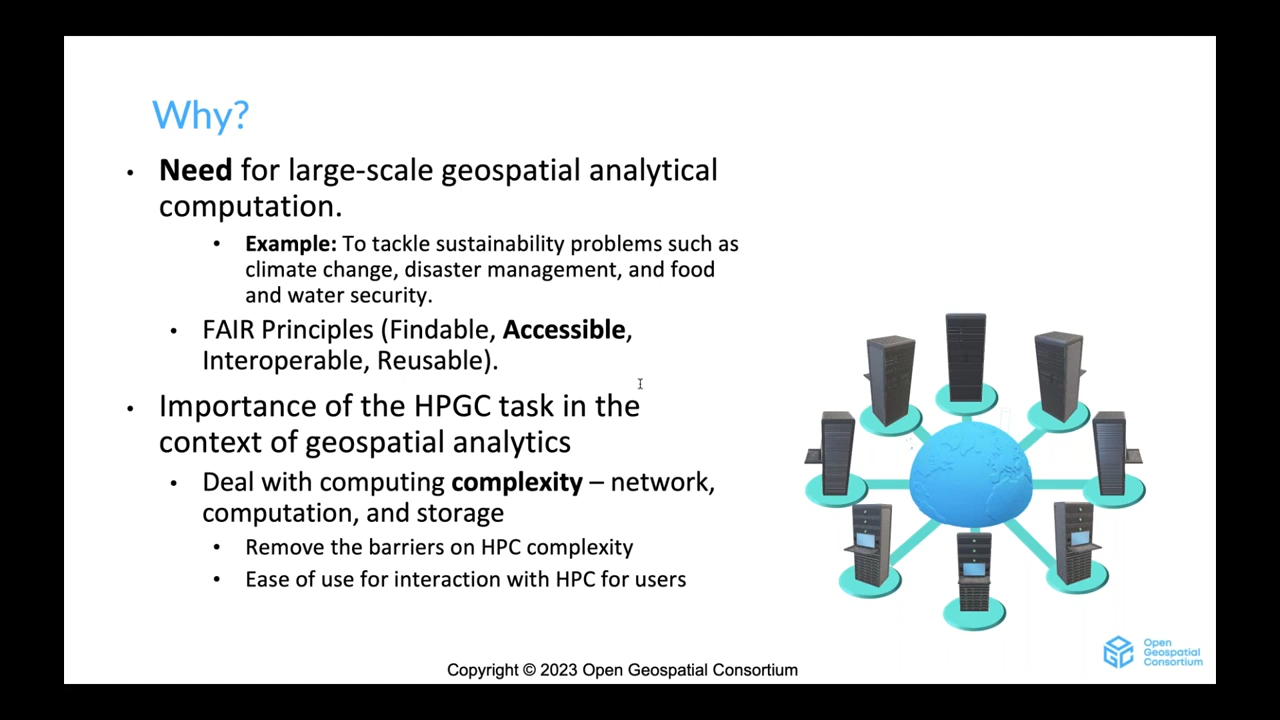 Why?
• Need for large-scale geospatial analytical
computation.
• Example: To tackle sustainability problems such as
climate change, disaster management, and food
and water security.
• FAIR Principles (Findable, Accessible,
Interoperable, Reusable).
• Importance of the HPGC task in the
context of geospatial analytics
• Deal with computing complexity – network,
computation, and storage
• Remove the barriers on HPC complexity
• Ease of use for interaction with HPC for users
Open
Geospatial
Consortium
Copyright © 2023 Open Geospatial Consortium